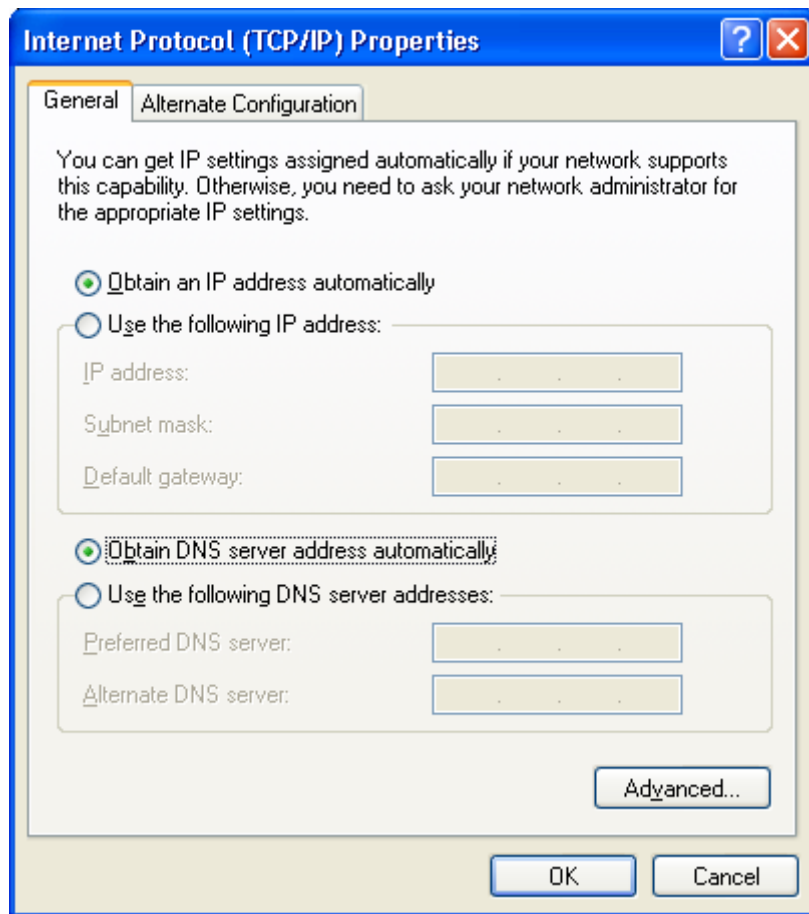 Internet Protocol (TCP/IP) Properties
General
Alternate Configuration
You can get IP settings assigned automatically if your network supports
this capability. Otherwise, you need to ask your network administrator for
the appropriate IP settings.
Obtain an IP address automatically
Use the following IP address:
IP address:
Subnet mask:
Default gateway:
Obtain DNS server address automatically
Use the following DNS server addresses:
Preferred DNS server:
Alternate DNS server:
Advanced...
OK
Cancel